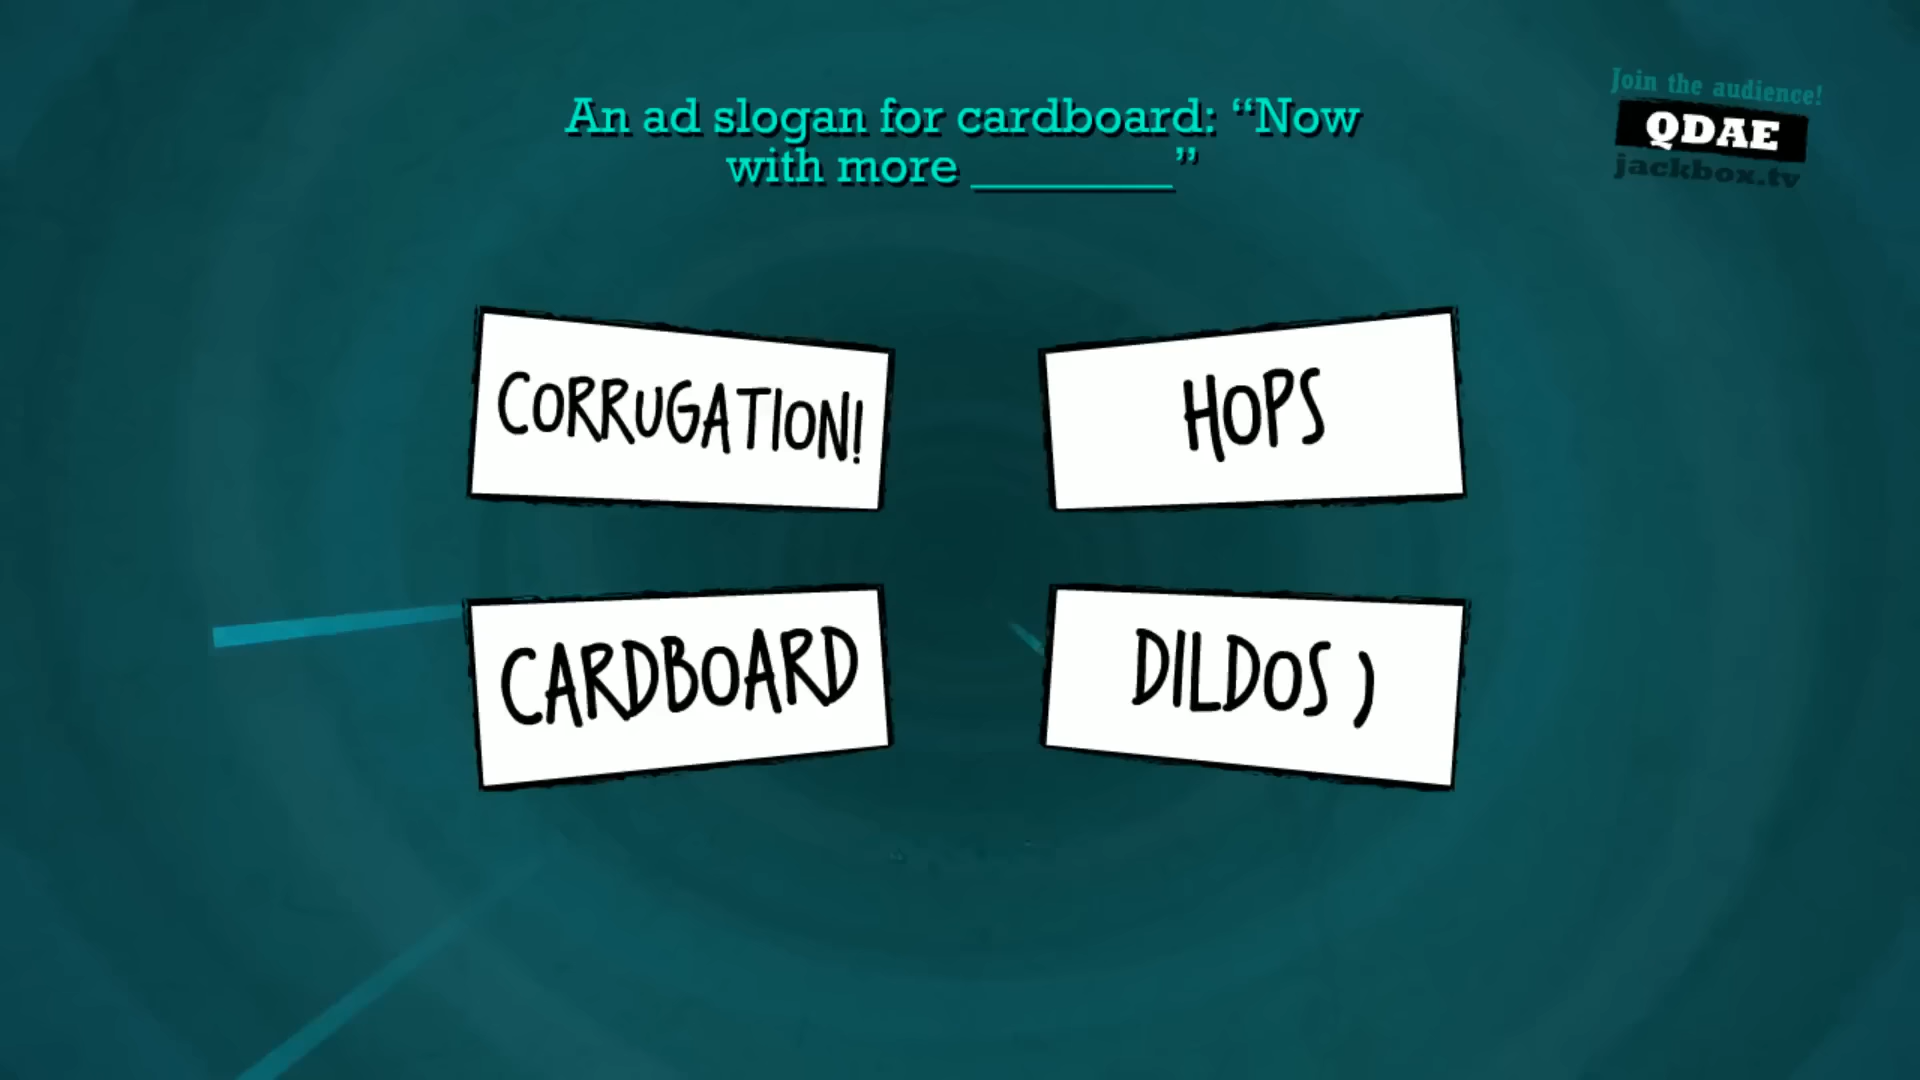 Join the audience!
QDAE
jackbox.tv
An ad slogan for cardboard: “Now
with more ________”
CORRUGATION!
HOPS
CARDBOARD
DILDOS )